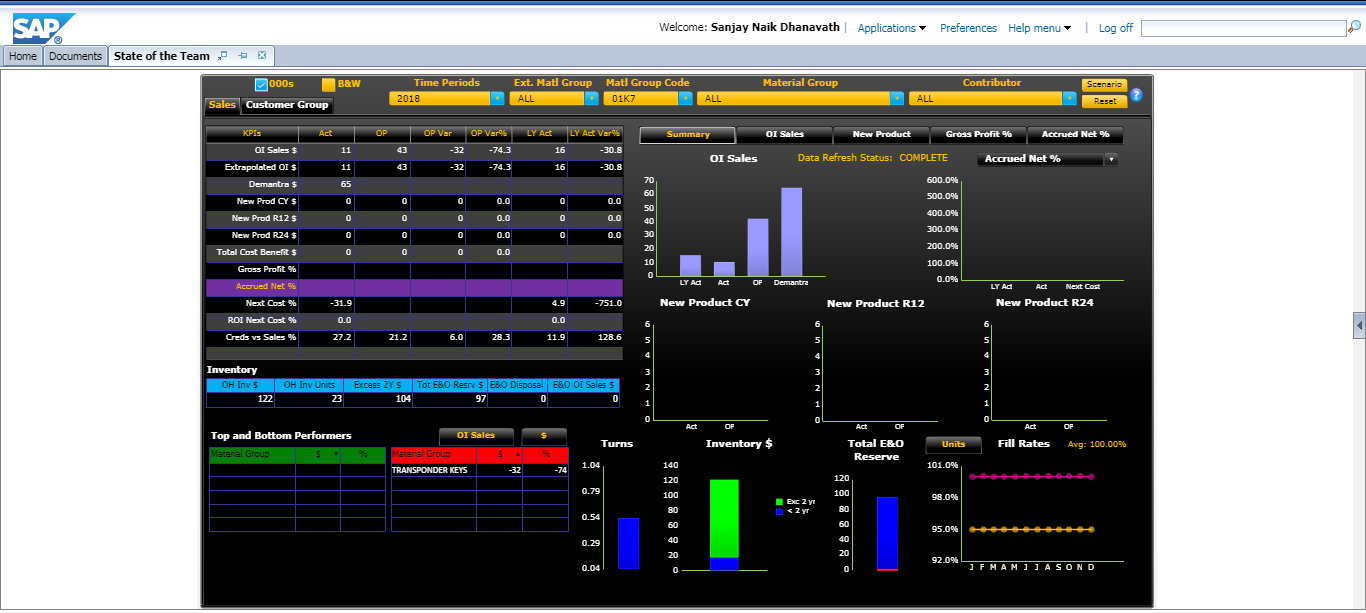 SAP ®
Welcome: Sanjay Naik Dhanavath | Applications Preferences Help menu | Log off
Home Documents State of the Team
000s B&W Time Periods Ext. Matl Group Matl Group Code Material Group Contributor Scenario
2018 ALL 01K7 ALL ALL Reset ?
Sales Customer Group
KPIs Act OP OP Var OP Var% LY Act LY Act Var%
OI Sales $ 11 43 -32 -74.3 16 -30.8
Extrapolated OI $ 11 43 -32 -74.3 16 -30.8
Demantra $ 65
New Prod CY $ 0 0 0 0.0 0 0.0
New Prod R12 $ 0 0 0 0.0 0 0.0
New Prod R24 $ 0 0 0 0.0 0 0.0
Total Cost Benefit $ 0 0 0 0.0
Gross Profit %
Accrued Net %
Next Cost % -31.9 4.9 -751.0
ROI Next Cost % 0.0 0.0
Creds vs Sales % 27.2 21.2 6.0 28.3 11.9 128.6
Inventory
OH Inv $ OH Inv Units Excess 2Y $ Tot E&O Resrv $ E&O Disposal E&O OI Sales $
122 23 104 97 0 0
Top and Bottom Performers OI Sales $
Material Group $ % Material Group $ %
TRANSPONDER KEYS -32 -74
Summary OI Sales New Product Gross Profit % Accrued Net %
OI Sales Data Refresh Status: COMPLETE Accrued Net %
70
60
50
40
30
20
10
0
LY Act Act OP Demantra
600.0%
500.0%
400.0%
300.0%
200.0%
100.0%
0.0%
LY Act Act Next Cost
New Product CY New Product R12 New Product R24
6 6 6
5 5 5
4 4 4
3 3 3
2 2 2
1 1 1
0 0 0
Act OP Act OP Act OP
Turns
1.04
0.79
0.54
0.29
0.04
Inventory $
140
120
100
80
60
40
20
0
Exc 2 yr
< 2 yr
Total E&O
Reserve
120
100
80
60
40
20
0
Units Fill Rates Avg: 100.00%
101.0%
98.0%
95.0%
92.0%
J F M A M J J A S O N D